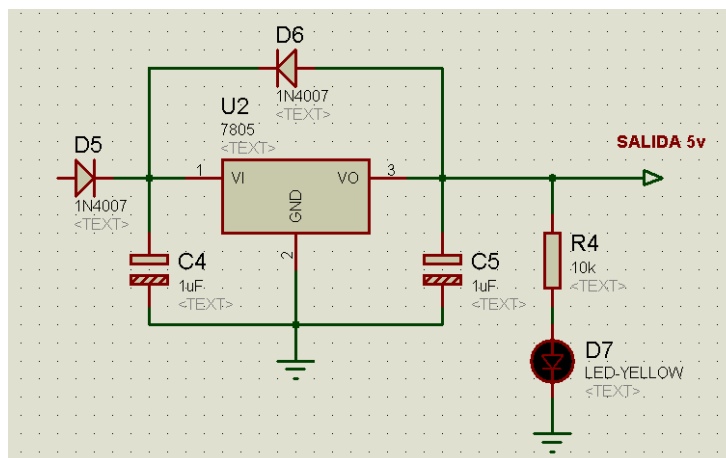 D6
1N4007
<TEXT>
U2
7805
<TEXT>
D5
1N4007
<TEXT>
1
VI
VO
3
GND
2
SALIDA 5v
C4
1uF
<TEXT>
C5
1uF
<TEXT>
R4
10k
<TEXT>
D7
LED-YELLOW
<TEXT>